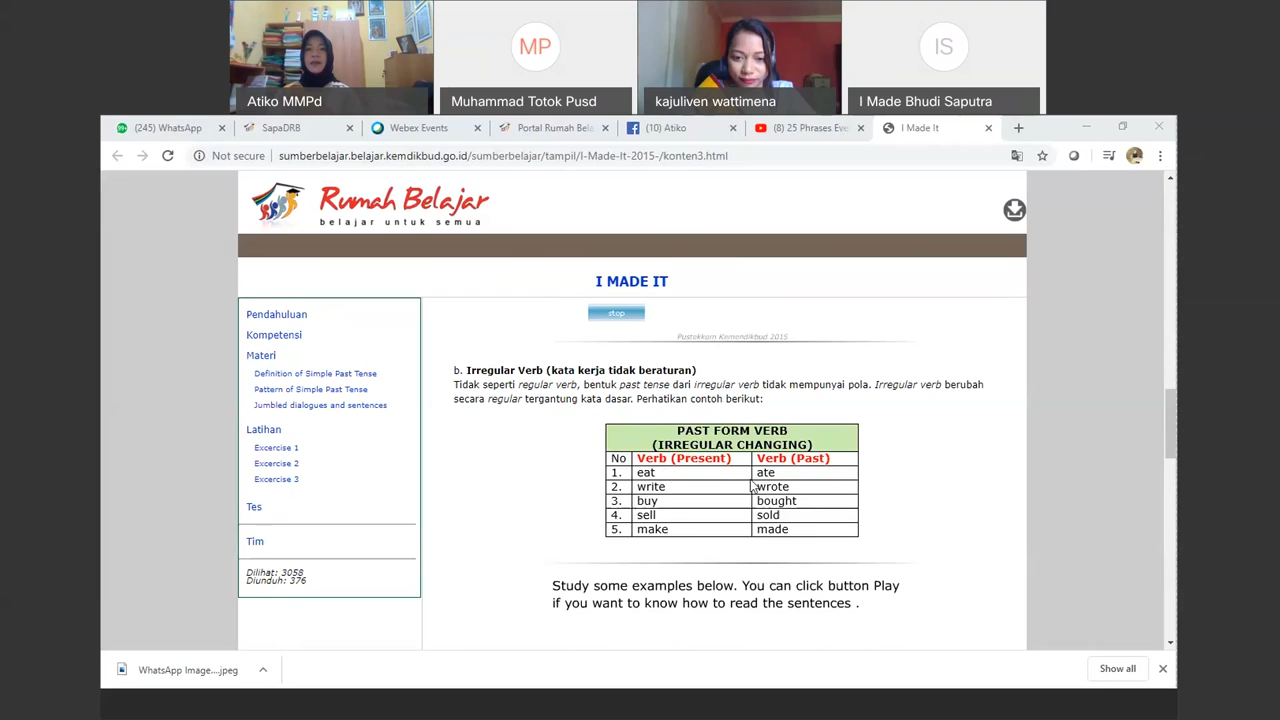 MP
IS
Atiko MMPd
Muhammad Totok Pusd
kajuliven wattimena
I Made Bhudi Saputra
99+ (245) WhatsApp
SapaDRB
Webex Events
Portal Rumah Bela
(10) Atiko
(8) 25 Phrases Eve
I Made It
Not secure
sumberbelajar.belajar.kemdikbud.go.id/sumberbelajar/tampil/I-Made-It-2015-/konten3.html
Rumah Belajar
belajar untuk semua
I MADE IT
Pendahuluan
Kompetensi
Materi
Definition of Simple Past Tense
Pattern of Simple Past Tense
Jumbled dialogues and sentences
Latihan
Excercise 1
Excercise 2
Excercise 3
Tes
Tim
Dilihat: 3058
Diunduh: 376
stop
Pustekkom Kemendikbud 2015
b. Irregular Verb (kata kerja tidak beraturan)
Tidak seperti regular verb, bentuk past tense dari irregular verb tidak mempunyai pola. Irregular verb berubah
secara regular tergantung kata dasar. Perhatikan contoh berikut:
PAST FORM VERB
(IRREGULAR CHANGING)
No Verb (Present) Verb (Past)
1. eat ate
2. write wrote
3. buy bought
4. sell sold
5. make made
Study some examples below. You can click button Play
if you want to know how to read the sentences .
WhatsApp Image....jpeg
Show all